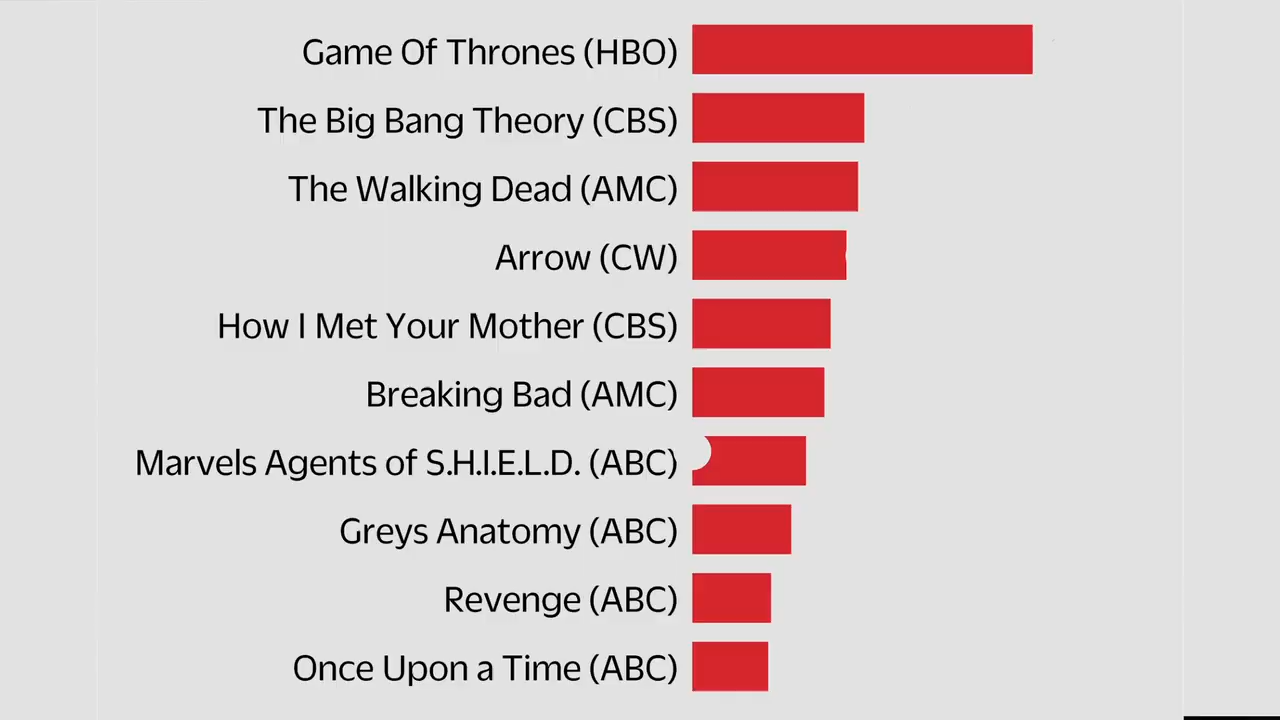 Game Of Thrones (HBO)
The Big Bang Theory (CBS)
The Walking Dead (AMC)
Arrow (CW)
How I Met Your Mother (CBS)
Breaking Bad (AMC)
Marvels Agents of S.H.I.E.L.D. (ABC)
Greys Anatomy (ABC)
Revenge (ABC)
Once Upon a Time (ABC)